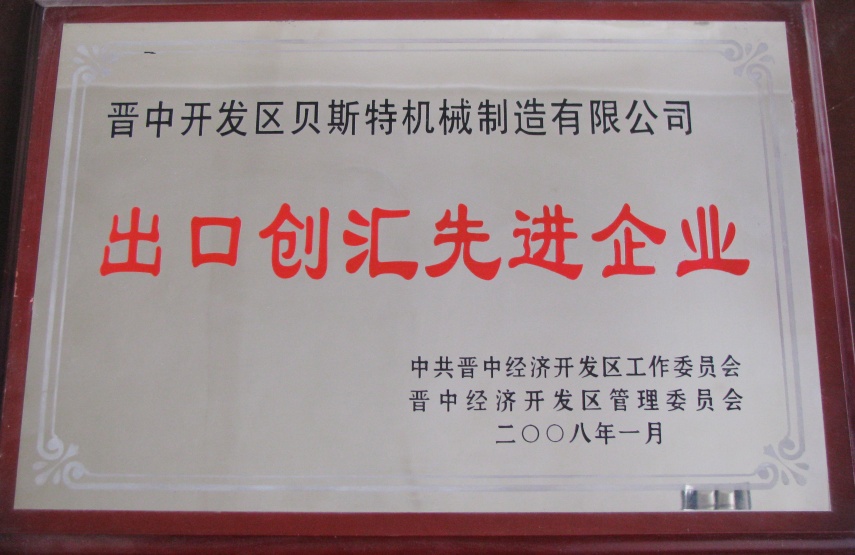 晋中开发区贝斯特机械制造有限公司
出口创汇先进企业
中共晋中经济开发区工作委员会
晋中经济开发区管理委员会
二〇〇八年一月